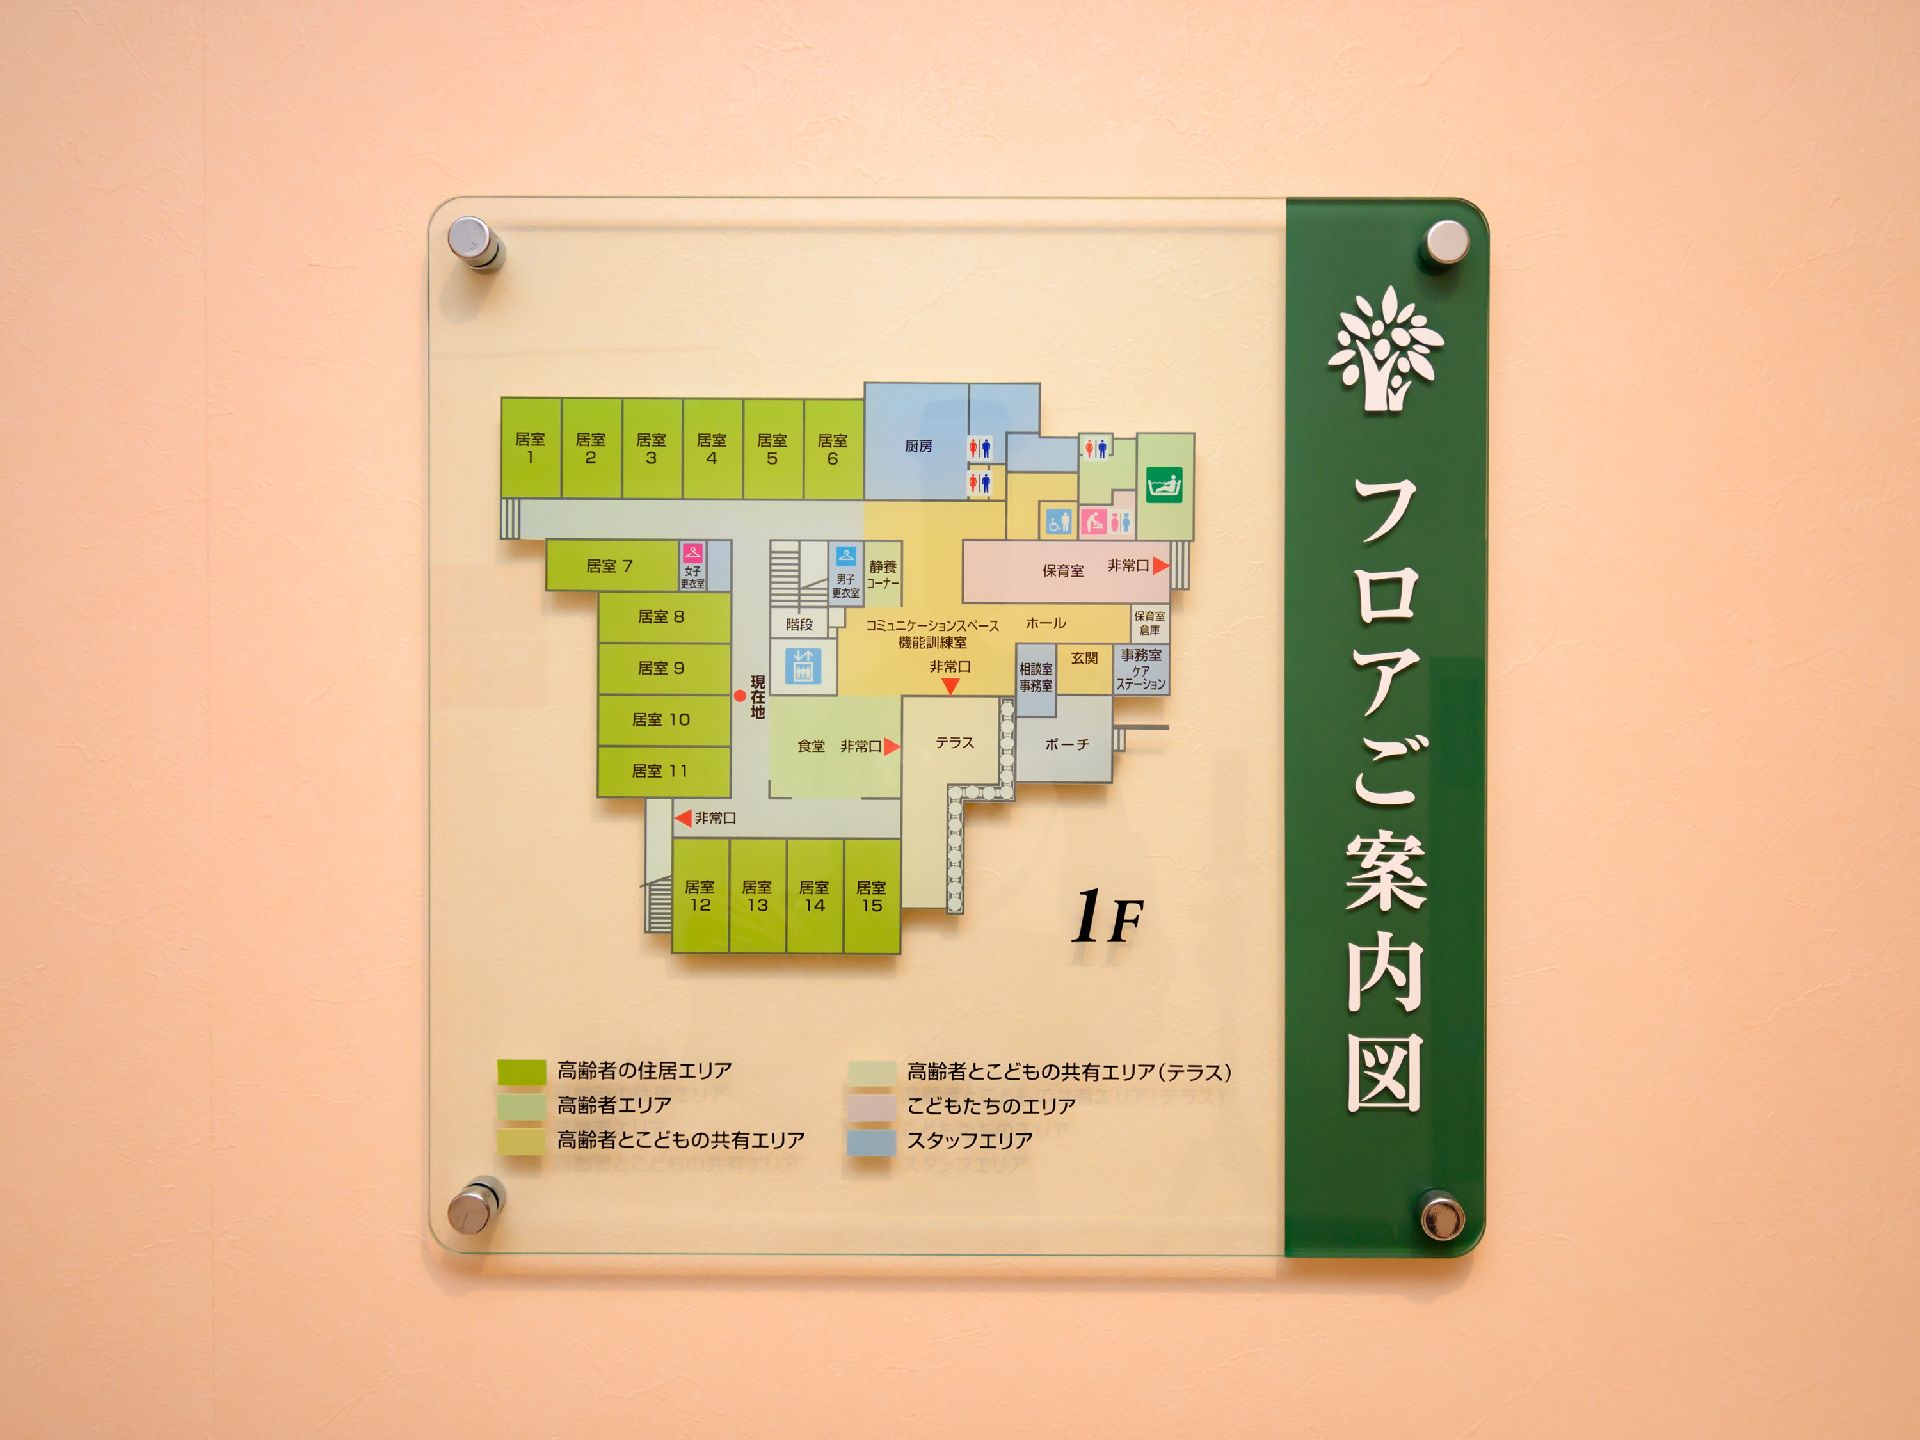 フロアご案内図
居室
1
居室
2
居室
3
居室
4
居室
5
居室
6
厨房
居室 7
女子
更衣室
男子
更衣室
静養
コーナー
保育室
非常口
居室 8
階段
コミュニケーションスペース
機能訓練室
ホール
保育室
倉庫
居室 9
非常口
相談室
事務室
玄関
事務室
ケア
ステーション
現在地
居室 10
食堂
非常口
テラス
ポーチ
居室 11
非常口
居室
12
居室
13
居室
14
居室
15
1F
高齢者の住居エリア
高齢者エリア
高齢者とこどもの共有エリア
高齢者とこどもの共有エリア(テラス)
こどもたちのエリア
スタッフエリア